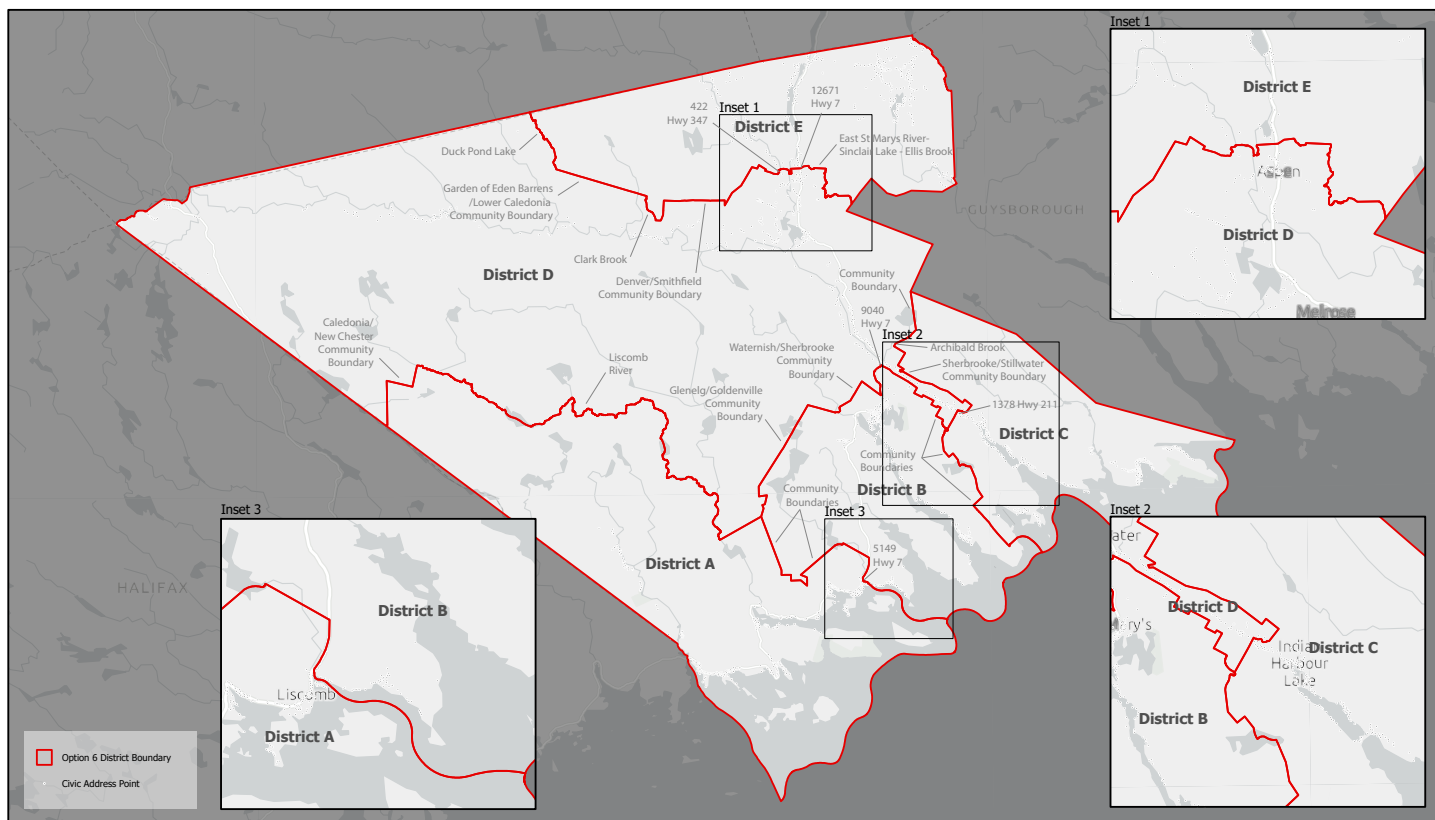 Inset 1
District E
Aspen
District D
Melrose
12671
Hwy 7
422
Hwy 347
Inset 1
District E
East St Marys River-
Sinclair Lake - Ellis Brook
Duck Pond Lake
Garden of Eden Barrens
/Lower Caledonia
Community Boundary
GUYSBOROUGH
Clark Brook
District D
Denver/Smithfield
Community Boundary
Community
Boundary
9040
Hwy 7
Caledonia/
New Chester
Community
Boundary
Liscomb
River
Waternish/Sherbrooke
Community
Boundary
Inset 2
Archibald Brook
Sherbrooke/Stillwater
Community Boundary
Glenelg/Goldenville
Community
Boundary
1378 Hwy 211
District C
Community
Boundaries
District B
Community
Boundaries
Inset 3
5149
Hwy 7
District A
HALIFAX
Inset 3
District B
Liscomb
District A
Inset 2
ater
District D
ary's
Indian
Harbour
Lake
District C
District B
Option 6 District Boundary
Civic Address Point